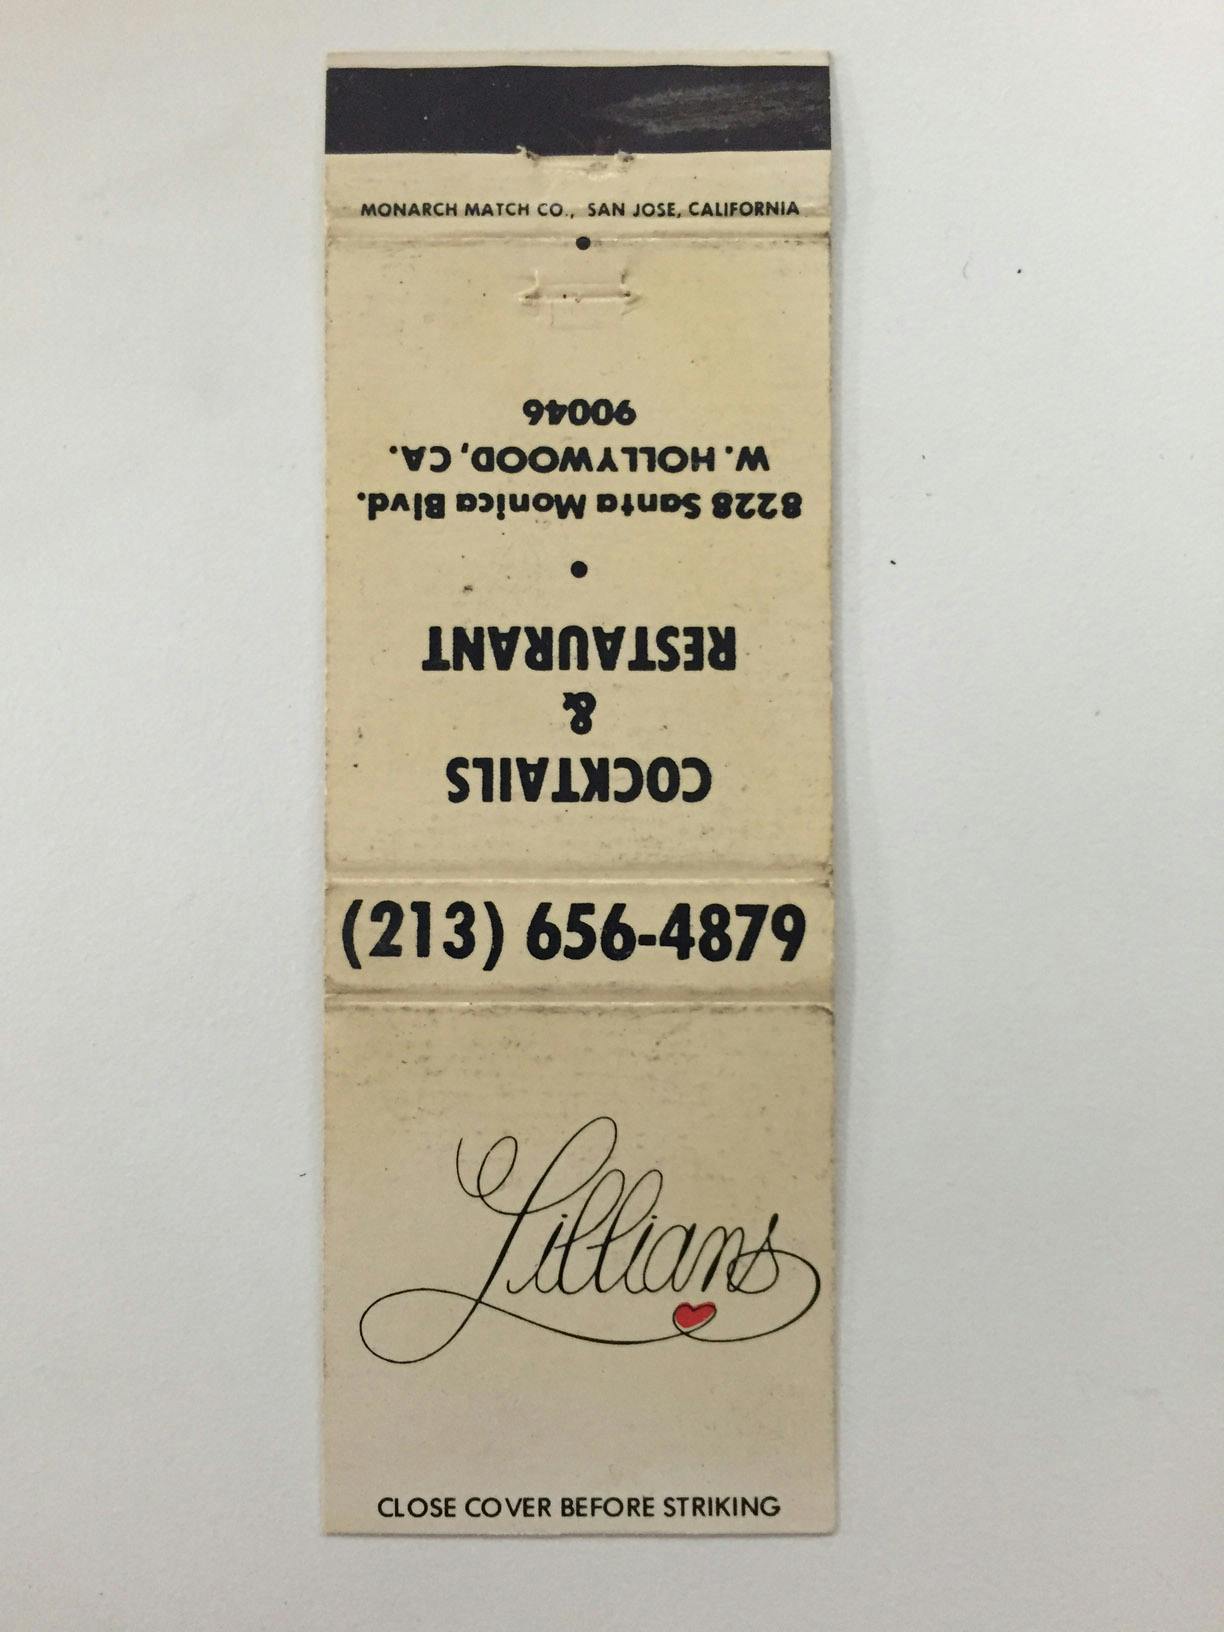 MONARCH MATCH CO., SAN JOSE, CALIFORNIA
COCKTAILS
&
RESTAURANT
8228 Santa Monica Blvd.
W. HOLLYWOOD, CA.
90046
(213) 656-4879
Lillians
CLOSE COVER BEFORE STRIKING